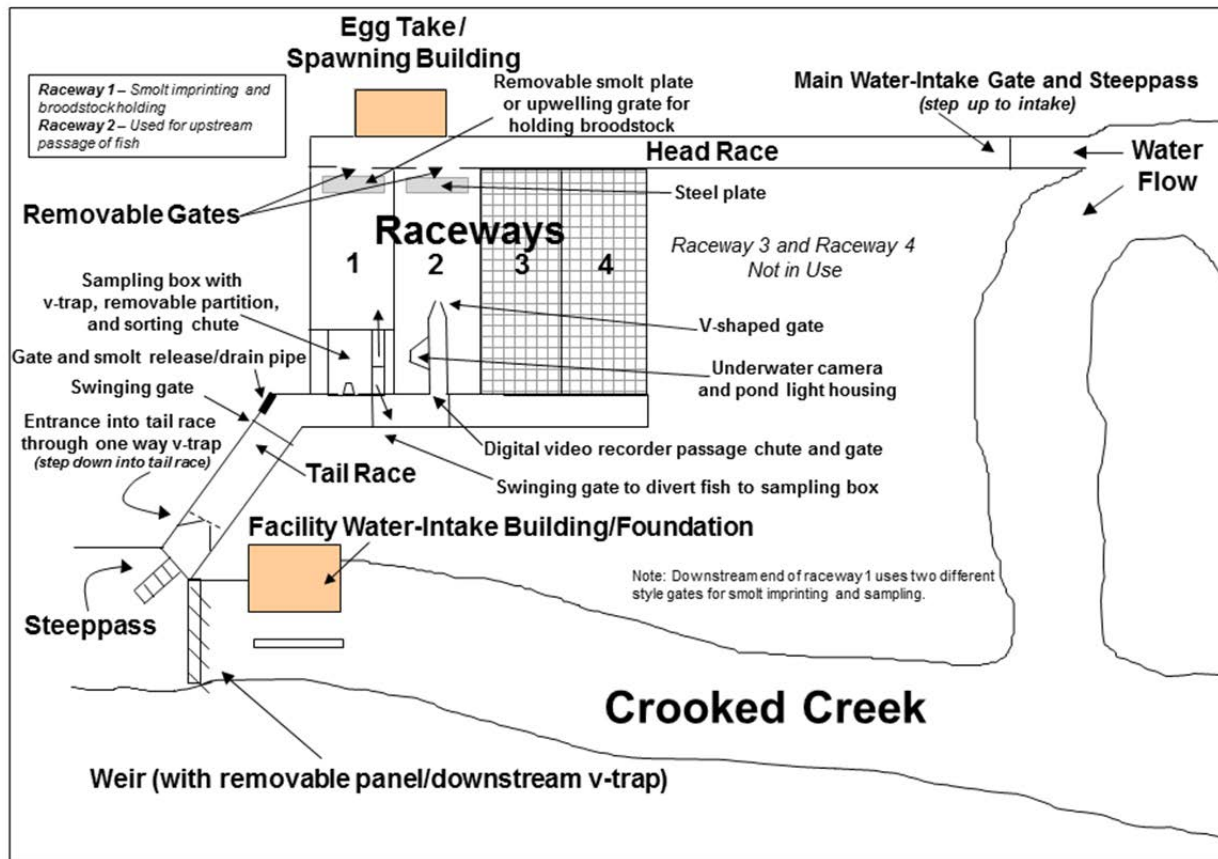 Egg Take/
Spawning Building
Raceway 1 – Smolt imprinting and
broodstock holding
Raceway 2 – Used for upstream
passage of fish
Removable smolt plate
or upwelling grate for
holding broodstock
Main Water-Intake Gate and Steeppass
(step up to intake)
Head Race
Water
Flow
Removable Gates
Steel plate
Raceways
1
2
3
4
Raceway 3 and Raceway 4
Not in Use
Sampling box with
v-trap, removable partition,
and sorting chute
V-shaped gate
Gate and smolt release/drain pipe
Underwater camera
and pond light housing
Swinging gate
Entrance into tail race
through one way v-trap
(step down into tail race)
Digital video recorder passage chute and gate
Tail Race
Swinging gate to divert fish to sampling box
Facility Water-Intake Building/Foundation
Note: Downstream end of raceway 1 uses two different
style gates for smolt imprinting and sampling.
Steeppass
Crooked Creek
Weir (with removable panel/downstream v-trap)